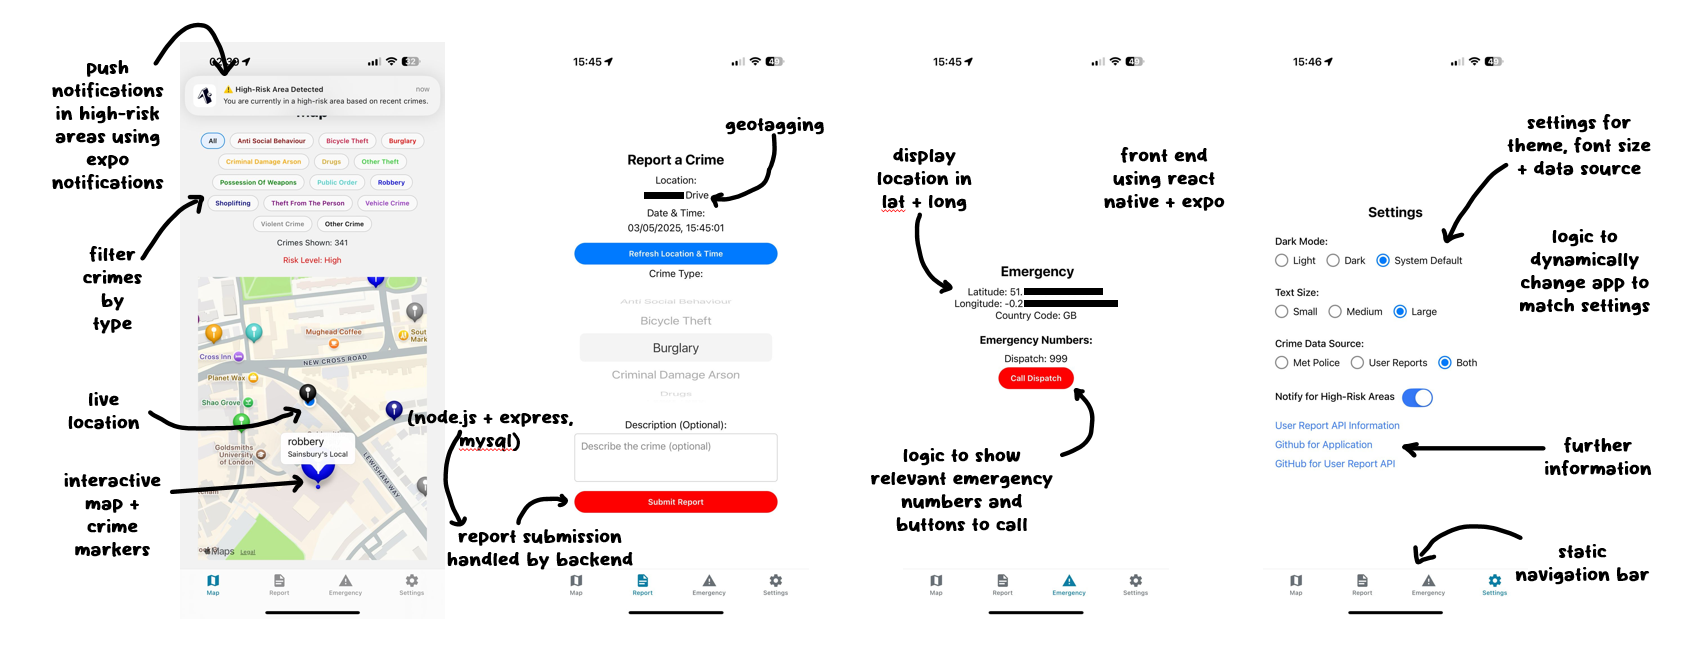 push
notifications
in high-risk
areas using
expo
notifications
filter
crimes
by
type
live
location
interactive
map +
crime
markers
02:39
32
High-Risk Area Detected
now
You are currently in a high-risk area based on recent crimes.
Map
All
Anti Social Behaviour
Bicycle Theft
Burglary
Criminal Damage Arson
Drugs
Other Theft
Possession Of Weapons
Public Order
Robbery
Shoplifting
Theft From The Person
Vehicle Crime
Violent Crime
Other Crime
Crimes Shown: 341
Risk Level: High
Mughead Coffee
Sout
Mark
Cross Inn
NEW CROSS ROAD
Planet Wax
Shao Grove
robbery
Sainsbury's Local
Goldsmiths
University
of London
LEWISHAM WAY
Maps
Legal
Map
Report
Emergency
Settings
15:45
49
geotagging
Report a Crime
Location:
Drive
Date & Time:
03/05/2025, 15:45:01
Refresh Location & Time
Crime Type:
Anti Social Behaviour
Bicycle Theft
Burglary
Criminal Damage Arson
Drugs
(node.js + express,
mysql)
Description (Optional):
Describe the crime (optional)
Submit Report
report submission
handled by backend
Map
Report
Emergency
Settings
15:45
49
display
location in
lat + long
front end
using react
native + expo
Emergency
Latitude: 51.
Longitude: -0.2
Country Code: GB
Emergency Numbers:
Dispatch: 999
Call Dispatch
logic to show
relevant emergency
numbers and
buttons to call
Map
Report
Emergency
Settings
15:46
49
settings for
theme, font size
+ data source
Settings
Dark Mode:
Light
Dark
System Default
logic to
dynamically
change app to
match settings
Text Size:
Small
Medium
Large
Crime Data Source:
Met Police
User Reports
Both
Notify for High-Risk Areas
User Report API Information
Github for Application
GitHub for User Report API
further
information
static
navigation bar
Map
Report
Emergency
Settings